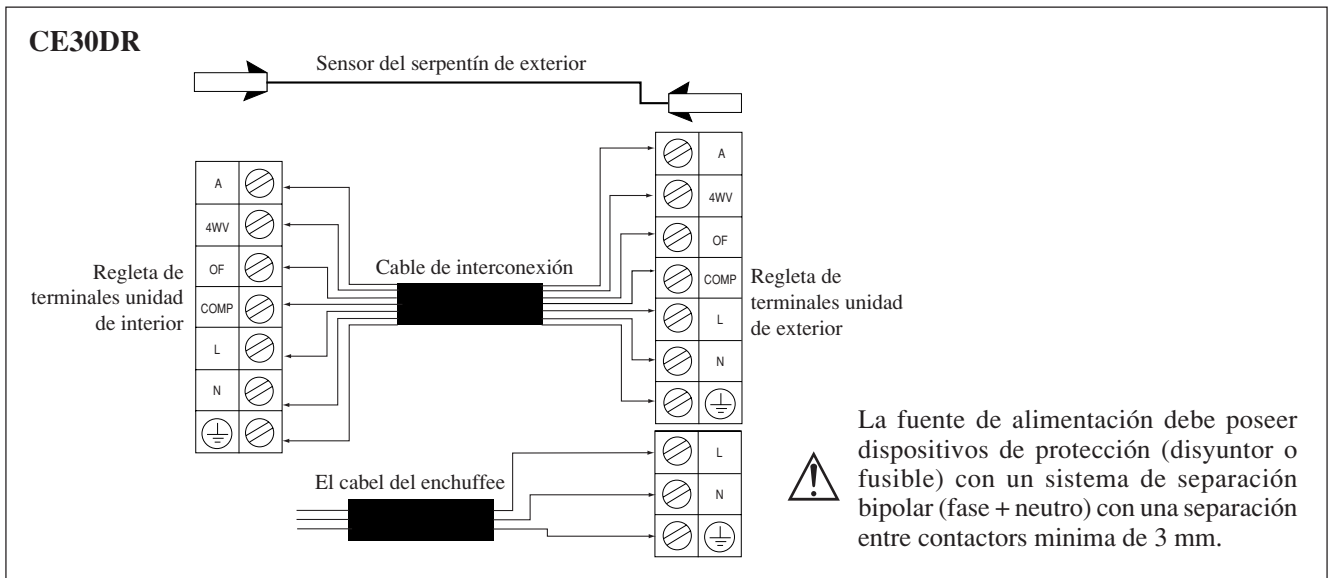 CE30DR
Sensor del serpentín de exterior
A
4WV
OF
COMP
L
N
Regleta de
terminales unidad
de interior
Cable de interconexión
A
4WV
OF
COMP
L
N
Regleta de
terminales unidad
de exterior
El cabel del enchuffee
L
N
La fuente de alimentación debe poseer
dispositivos de protección (disyuntor o
fusible) con un sistema de separación
bipolar (fase + neutro) con una separación
entre contactors minima de 3 mm.